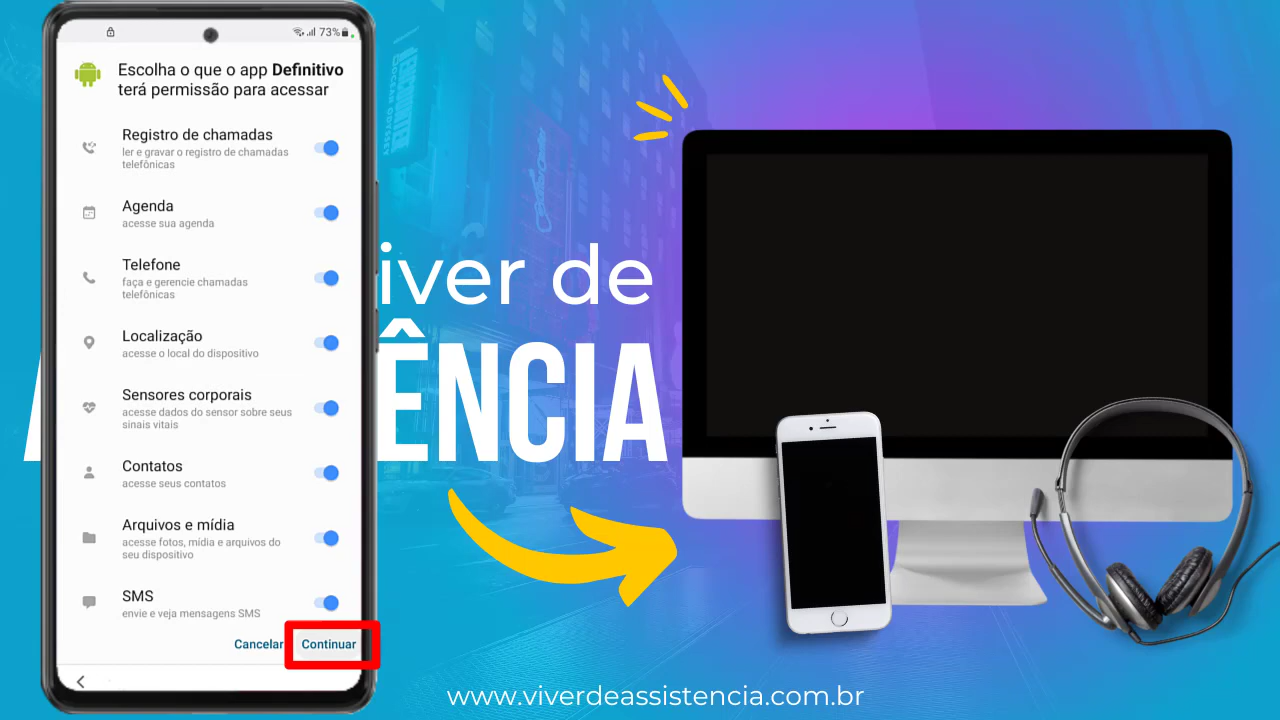 73%
Escolha o que o app Definitivo
terá permissão para acessar
Registro de chamadas
ler e gravar o registro de chamadas
telefônicas
Agenda
acesse sua agenda
Telefone
faça e gerencie chamadas
telefônicas
Localização
acesse o local do dispositivo
Sensores corporais
acesse dados do sensor sobre seus
sinais vitais
Contatos
acesse seus contatos
Arquivos e mídia
acesse fotos, mídia e arquivos do
seu dispositivo
SMS
envie e veja mensagens SMS
Cancelar Continuar
iver de
ÊNCIA
www.viverdeassistencia.com.br